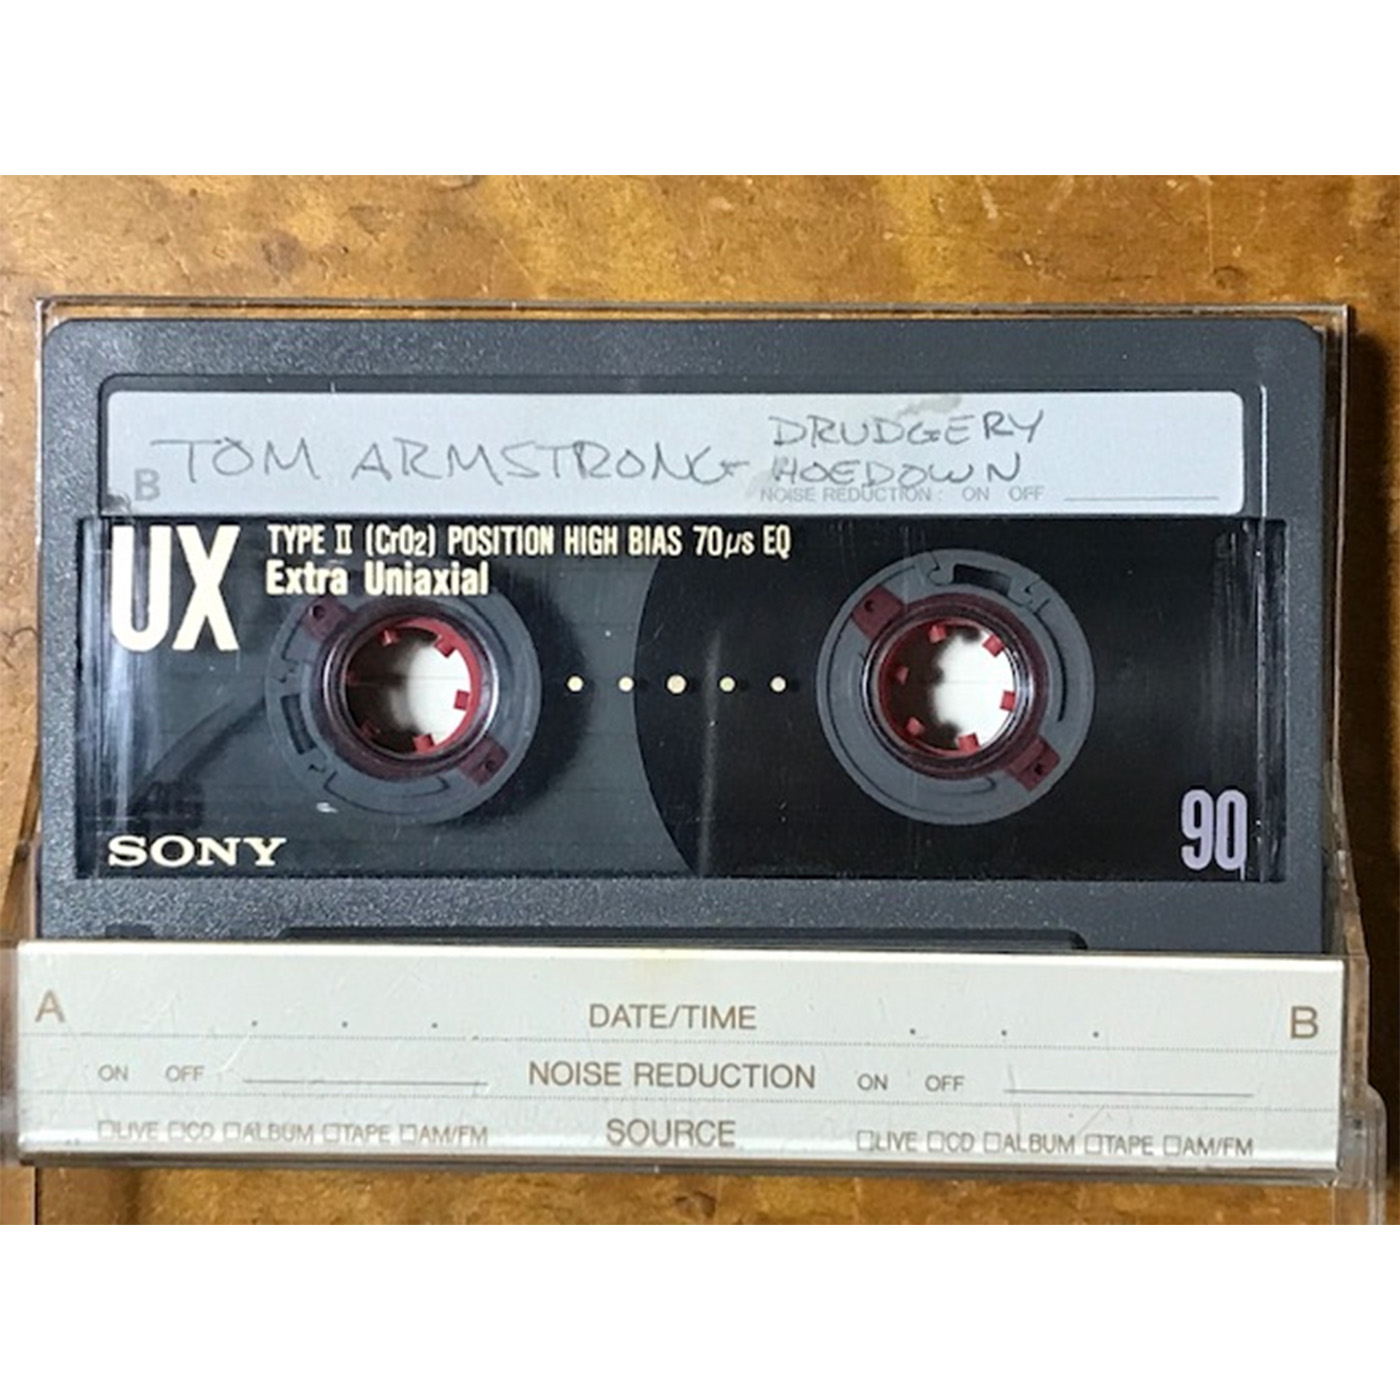 TOM ARMSTRONG DRUDGERY
HOEDOWN
B NOISE REDUCTION: ON OFF
UX TYPE II (CrO2) POSITION HIGH BIAS 70μs EQ
Extra Uniaxial
90
SONY
A DATE/TIME B
ON OFF NOISE REDUCTION ON OFF
LIVE CD ALBUM TAPE AM/FM SOURCE LIVE CD ALBUM TAPE AM/FM